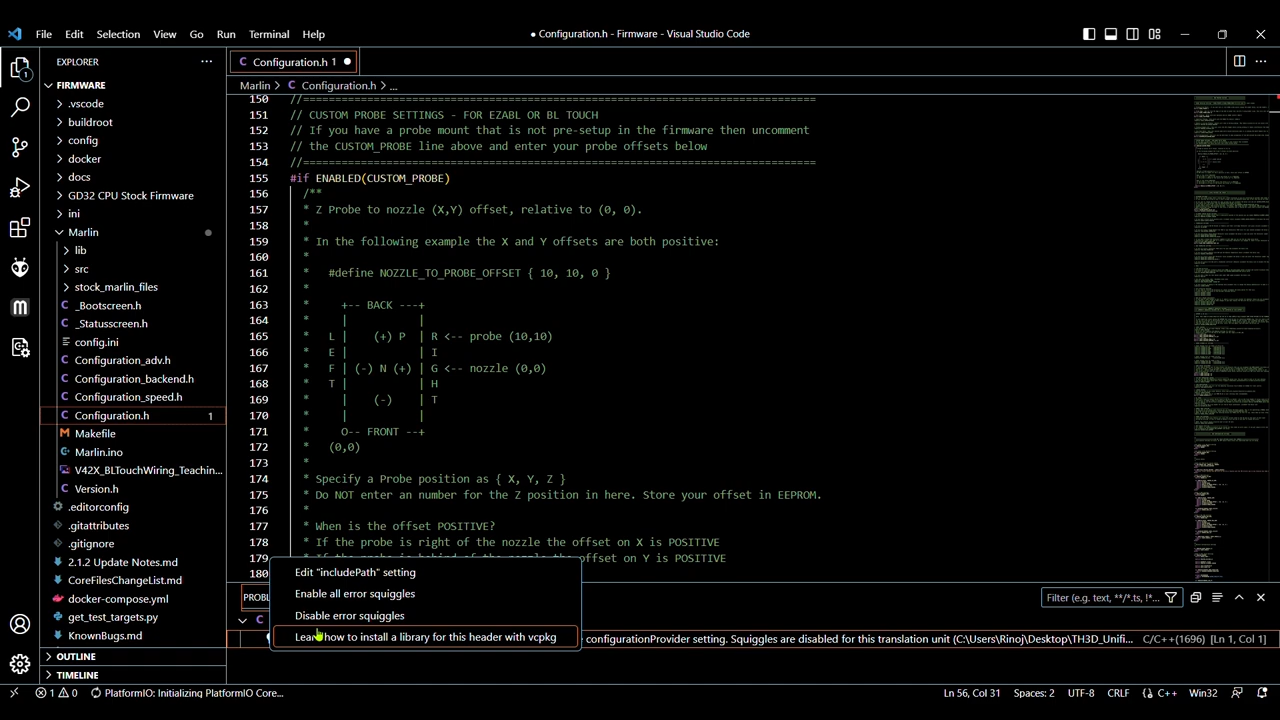 File Edit Selection View Go Run Terminal Help
● Configuration.h - Firmware - Visual Studio Code
EXPLORER
FIRMWARE
.vscode
buildroot
config
docker
docs
GD32 CPU Stock Firmware
ini
Marlin
lib
src
stock_marlin_files
_Bootscreen.h
_Statusscreen.h
config.ini
Configuration_adv.h
Configuration_backend.h
Configuration_speed.h
Configuration.h 1
Makefile
Marlin.ino
V42X_BLTouchWiring_Teachin...
Version.h
.editorconfig
.gitattributes
.gitignore
2.1.2 Update Notes.md
CoreFilesChangeList.md
docker-compose.yml
get_test_targets.py
KnownBugs.md
OUTLINE
TIMELINE
C Configuration.h 1 ●
Marlin > C Configuration.h > ...
150 //===============================================================================
151 // CUSTOM PROBE SETTINGS - FOR EZABL OR BL TOUCH
152 // If you have a probe mount that is not pre-setup in the firmware then uncomment
153 // the CUSTOM_PROBE line above and enter your probe offsets below
154 //===============================================================================
155 #if ENABLED(CUSTOM_PROBE)
156 /**
157 * Z Probe to nozzle (X,Y) offset, relative to (0, 0).
158 *
159 * In the following example the X and Y offsets are both positive:
160 *
161 * #define NOZZLE_TO_PROBE_OFFSET { 10, 10, 0 }
162 *
163 * +-- BACK ---+
164 * | |
165 * L | (+) P | R <-- probe (10,10)
166 * E | | I
167 * F | (-) N (+) | G <-- nozzle (0,0)
168 * T | | H
169 * | (-) | T
170 * | |
171 * O-- FRONT --+
172 * (0,0)
173 *
174 * Specify a Probe position as { X, Y, Z }
175 * Do NOT enter an number for the Z position in here. Store your offset in EEPROM.
176 *
177 * When is the offset POSITIVE?
178 * If the probe is right of the nozzle the offset on X is POSITIVE
179 offset on Y is POSITIVE
180
Edit "includePath" setting
Enable all error squiggles
Disable error squiggles
Learn how to install a library for this header with vcpkg
PROBL
Filter (e.g. text, **/*.ts, !*...
C
configurationProvider setting. Squiggles are disabled for this translation unit (C:\Users\Rinoj\Desktop\TH3D_Unifi... C/C++(1696) [Ln 1, Col 1]
1 0 PlatformIO: Initializing PlatformIO Core...
Ln 56, Col 31 Spaces: 2 UTF-8 CRLF {} C++ Win32